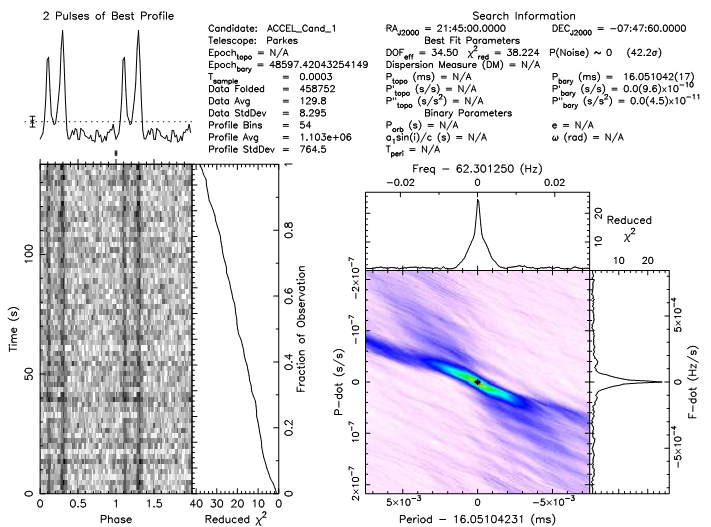 2 Pulses of Best Profile
Candidate: ACCEL_Cand_1
Telescope: Parkes
Epoch_topo = N/A
Epoch_bary = 48597.42043254149
T_sample = 0.0003
Data Folded = 458752
Data Avg = 129.8
Data StdDev = 8.295
Profile Bins = 54
Profile Avg = 1.103e+06
Profile StdDev = 764.5
Search Information
RA_J2000 = 21:45:00.0000 DEC_J2000 = −07:47:60.0000
Best Fit Parameters
DOF_eff = 34.50 χ²_red = 38.224 P(Noise) ~ 0 (42.2σ)
Dispersion Measure (DM) = N/A
P_topo (ms) = N/A P_bary (ms) = 16.051042(17)
P'_topo (s/s) = N/A P'_bary (s/s) = 0.0(9.6)×10⁻¹⁰
P''_topo (s/s²) = N/A P''_bary (s/s²) = 0.0(4.5)×10⁻¹¹
Binary Parameters
P_orb (s) = N/A e = N/A
a₁sin(i)/c (s) = N/A ω (rad) = N/A
T_peri = N/A
0 50 100
Time (s)
0 0.5 1 1.5
Phase
40 30 20 10 0
Reduced χ²
0 0.2 0.4 0.6 0.8 1
Fraction of Observation
Freq − 62.301250 (Hz)
−0.02 0 0.02
10 20
Reduced χ²
10 20
−2×10⁻⁷ −10⁻⁷ 0 10⁻⁷ 2×10⁻⁷
P−dot (s/s)
5×10⁻⁴ 0 −5×10⁻⁴
F−dot (Hz/s)
5×10⁻³ 0 −5×10⁻³
Period − 16.05104231 (ms)